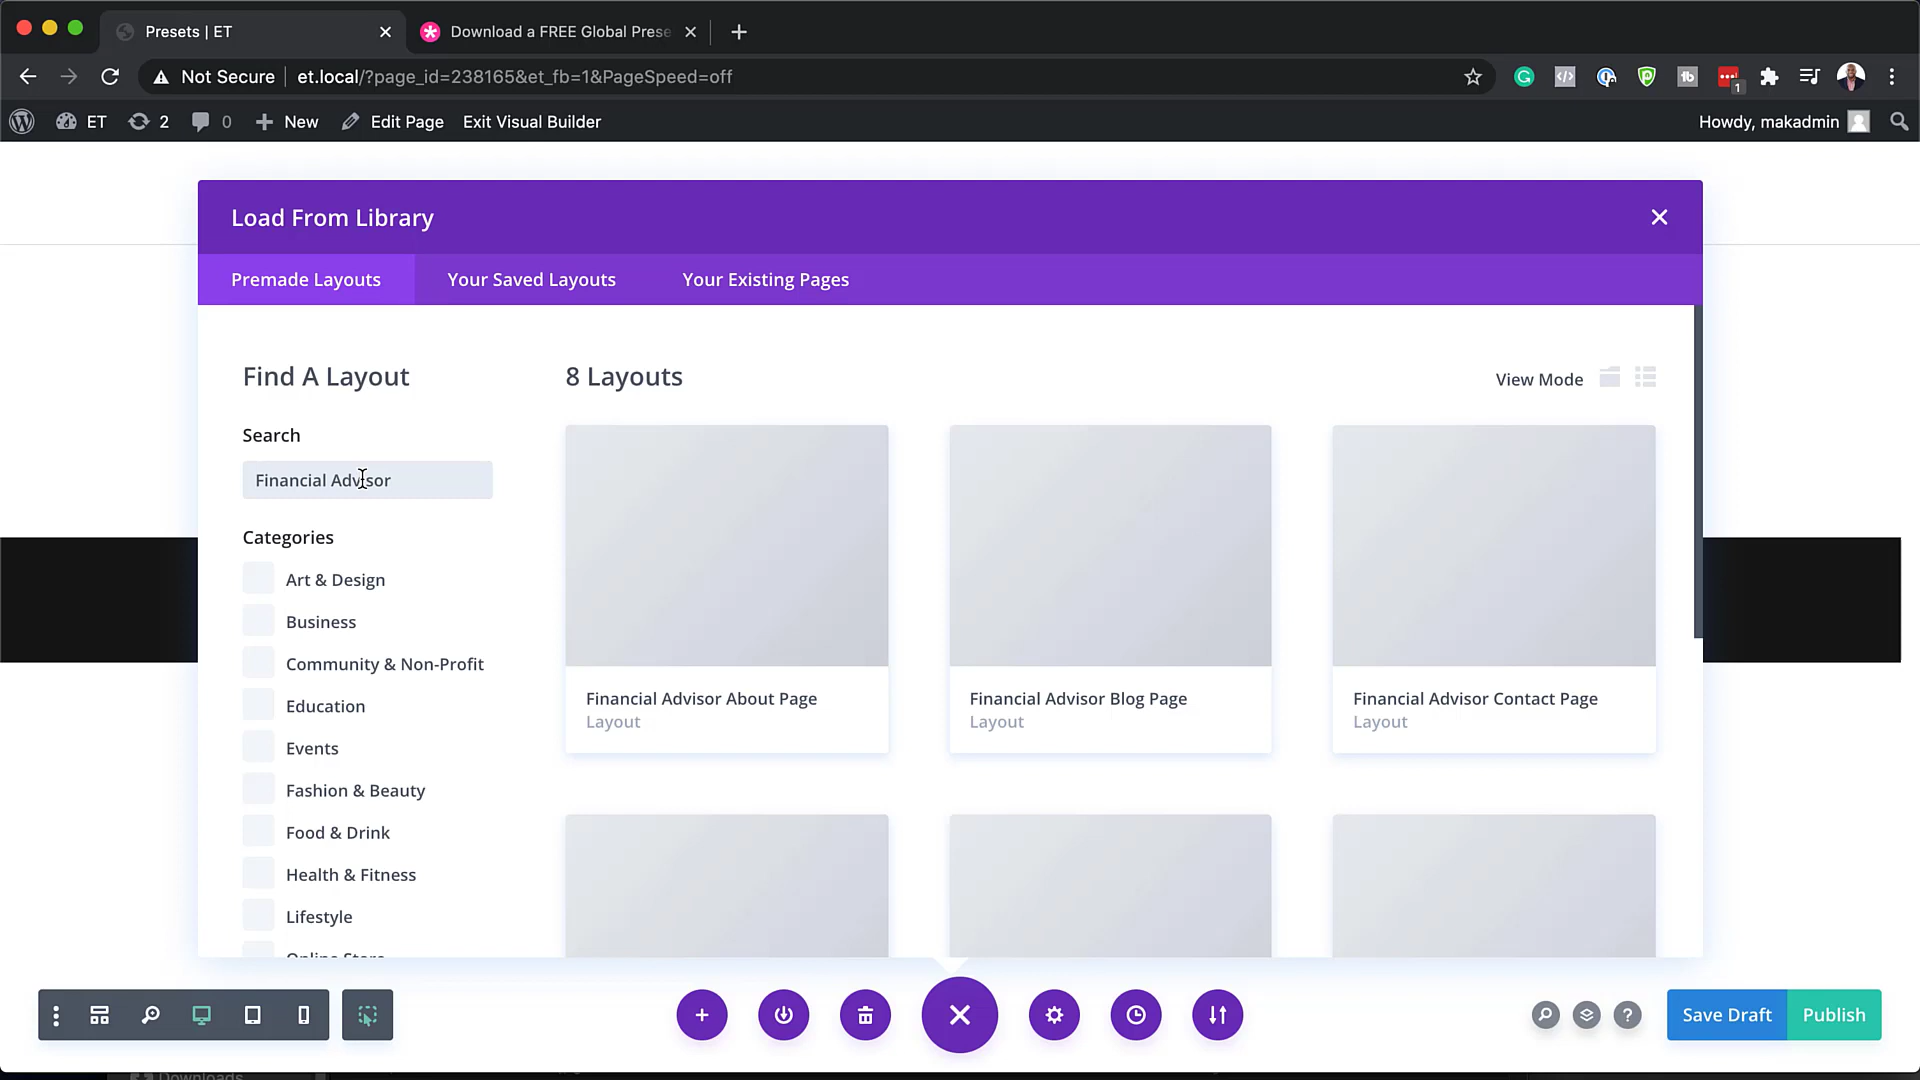 Presets | ET
Download a FREE Global Prese
Not Secure
et.local/?page_id=238165&et_fb=1&PageSpeed=off
1
ET
2
0
New
Edit Page
Exit Visual Builder
Howdy, makadmin
Load From Library
Premade Layouts
Your Saved Layouts
Your Existing Pages
Find A Layout
8 Layouts
View Mode
Search
Financial Advisor
Categories
Art & Design
Business
Community & Non-Profit
Education
Events
Fashion & Beauty
Food & Drink
Health & Fitness
Lifestyle
Online Store
Financial Advisor About Page
Layout
Financial Advisor Blog Page
Layout
Financial Advisor Contact Page
Layout
Save Draft
Publish
Downloads